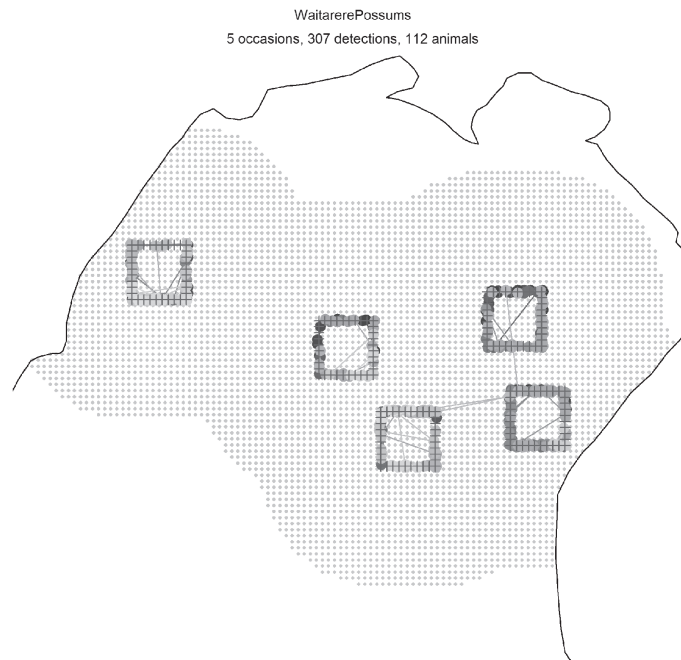 WaitarerePossums
5 occasions, 307 detections, 112 animals